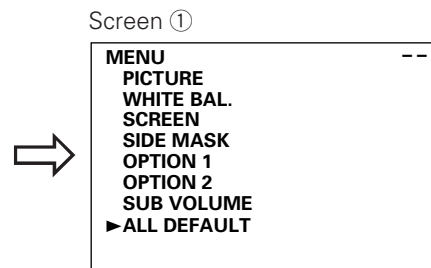 Screen ①
MENU – –
PICTURE
WHITE BAL.
SCREEN
SIDE MASK
OPTION 1
OPTION 2
SUB VOLUME
►ALL DEFAULT